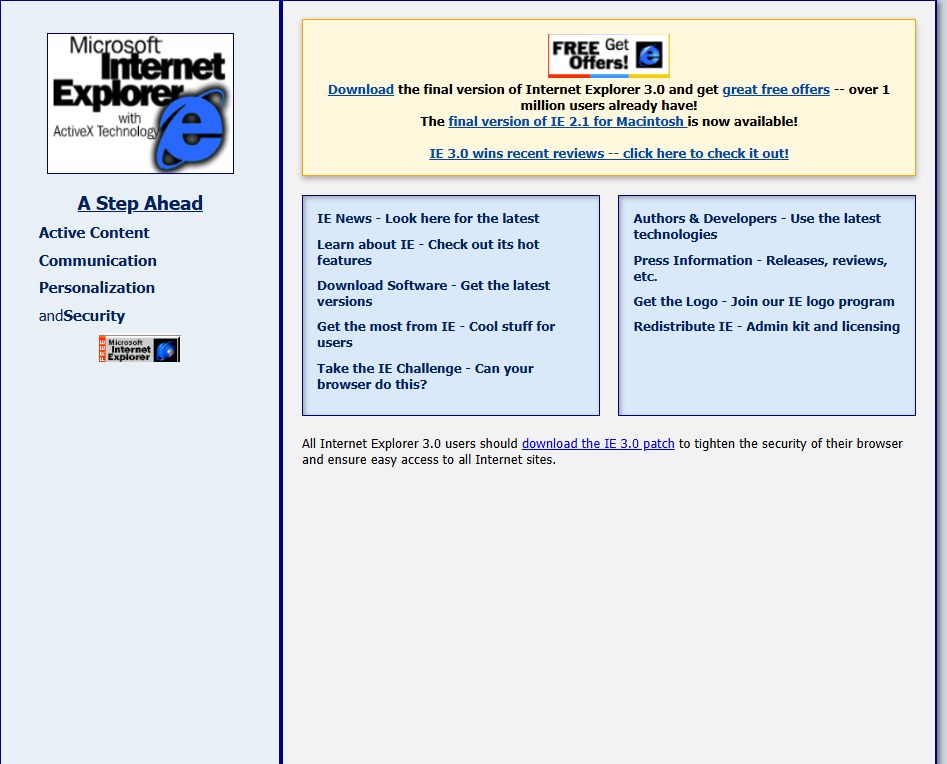 Microsoft
Internet
Explorer
with
ActiveX Technology
A Step Ahead
Active Content
Communication
Personalization
andSecurity
FREE
Microsoft
Internet
Explorer
FREE Get
Offers!
Download the final version of Internet Explorer 3.0 and get great free offers -- over 1
million users already have!
The final version of IE 2.1 for Macintosh is now available!
IE 3.0 wins recent reviews -- click here to check it out!
IE News - Look here for the latest
Learn about IE - Check out its hot
features
Download Software - Get the latest
versions
Get the most from IE - Cool stuff for
users
Take the IE Challenge - Can your
browser do this?
Authors & Developers - Use the latest
technologies
Press Information - Releases, reviews,
etc.
Get the Logo - Join our IE logo program
Redistribute IE - Admin kit and licensing
All Internet Explorer 3.0 users should download the IE 3.0 patch to tighten the security of their browser
and ensure easy access to all Internet sites.